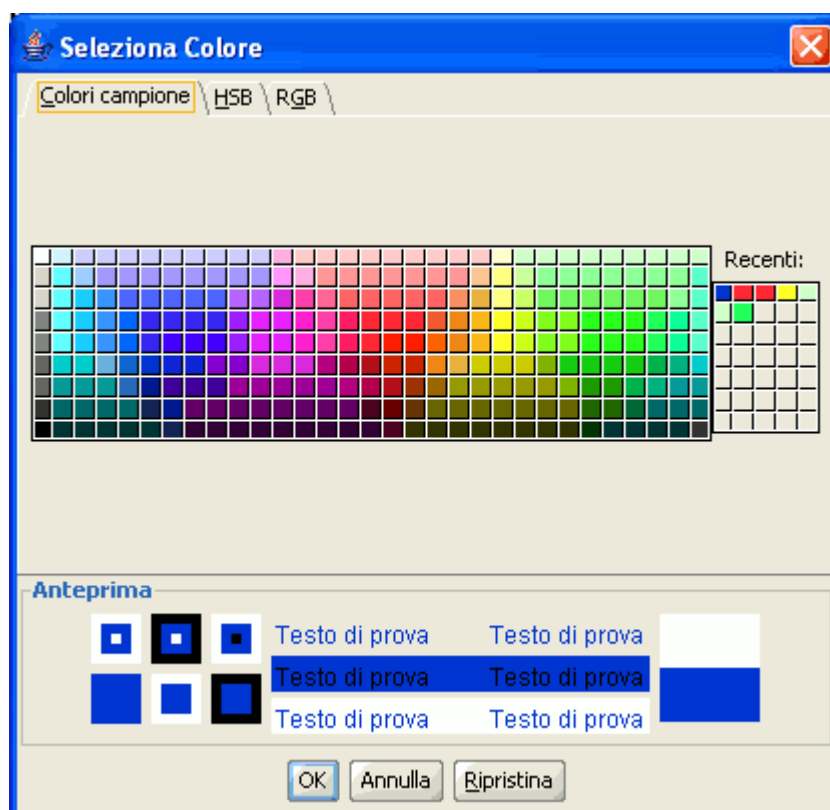 Seleziona Colore
Colori campione HSB RGB
Recenti:
Anteprima
Testo di prova Testo di prova
Testo di prova Testo di prova
Testo di prova Testo di prova
OK Annulla Ripristina